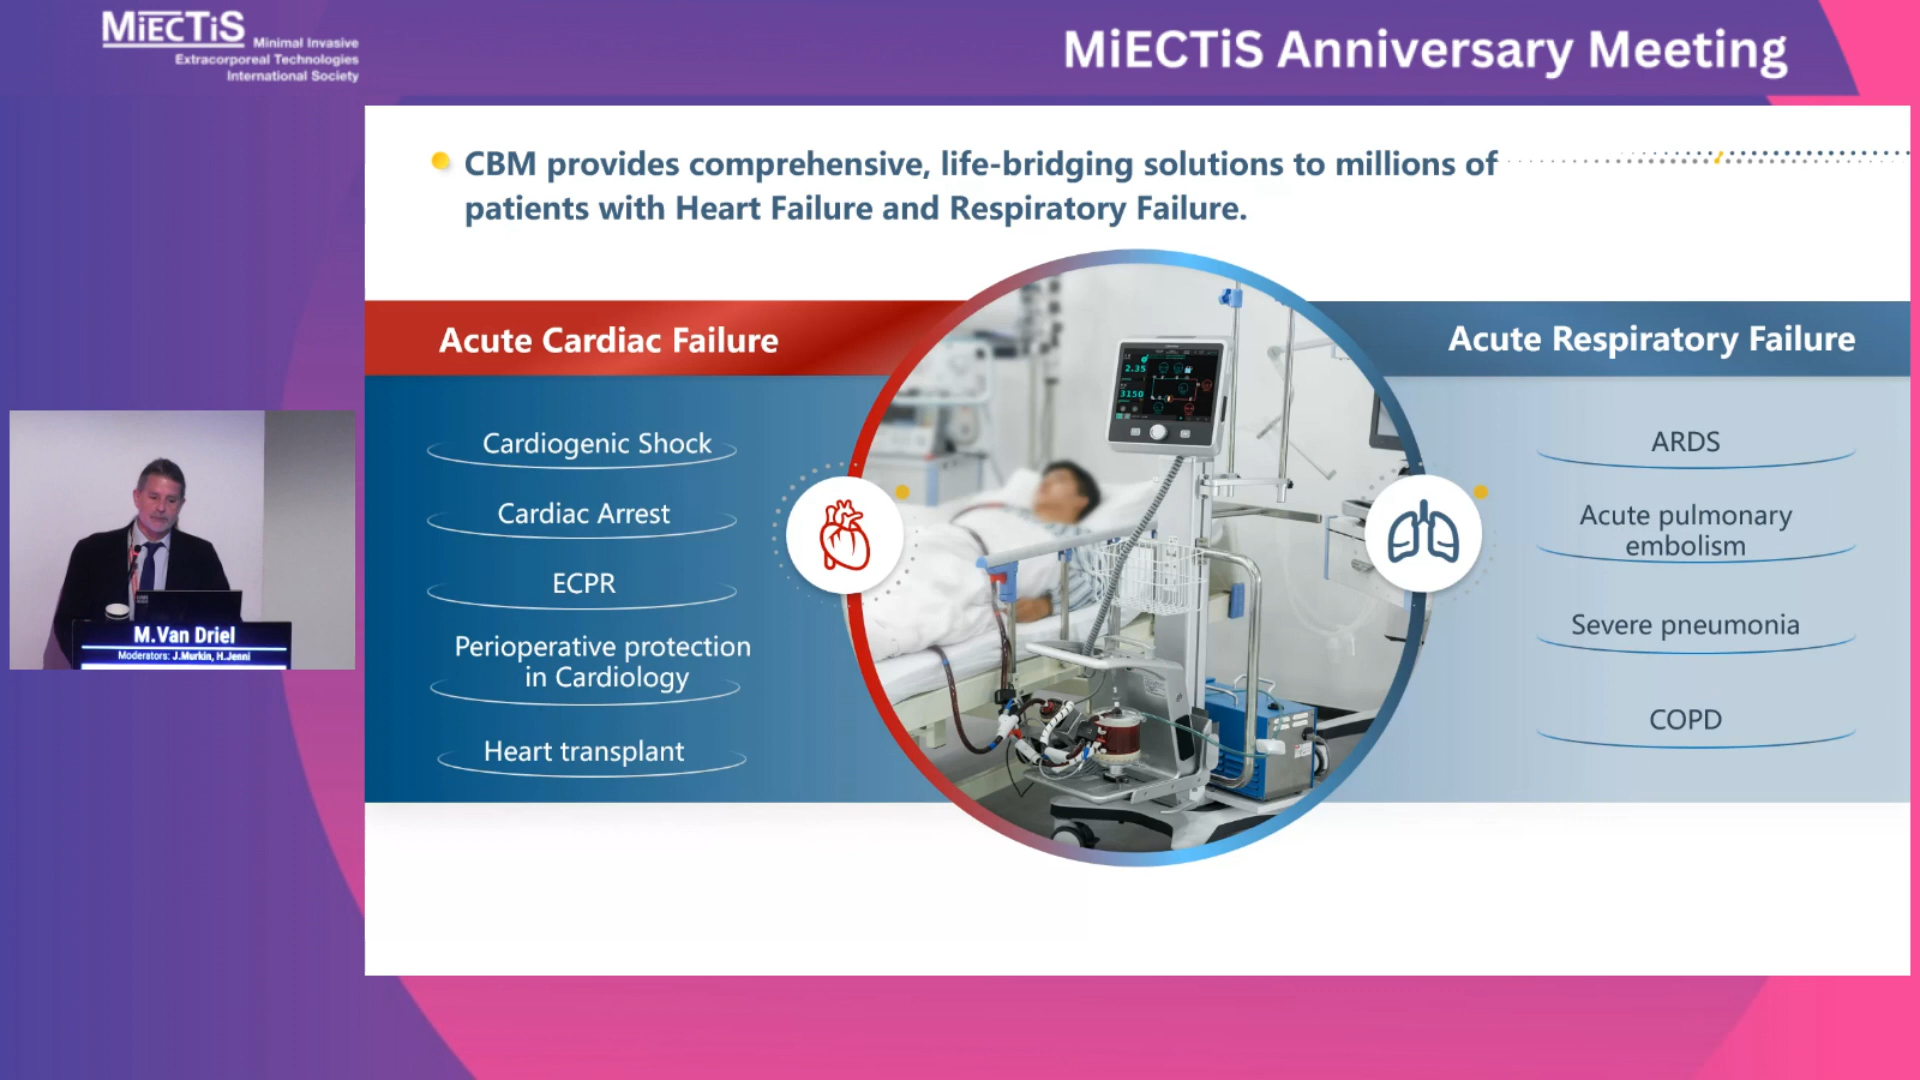 MiECTiS
Minimal Invasive
Extracorporeal Technologies
International Society
MiECTiS Anniversary Meeting
CBM provides comprehensive, life-bridging solutions to millions of
patients with Heart Failure and Respiratory Failure.
Acute Cardiac Failure
Cardiogenic Shock
Cardiac Arrest
ECPR
Perioperative protection
in Cardiology
Heart transplant
2.35
3150
Acute Respiratory Failure
ARDS
Acute pulmonary
embolism
Severe pneumonia
COPD
M.Van Driel
Moderators: J.Murkin, H.Jenni